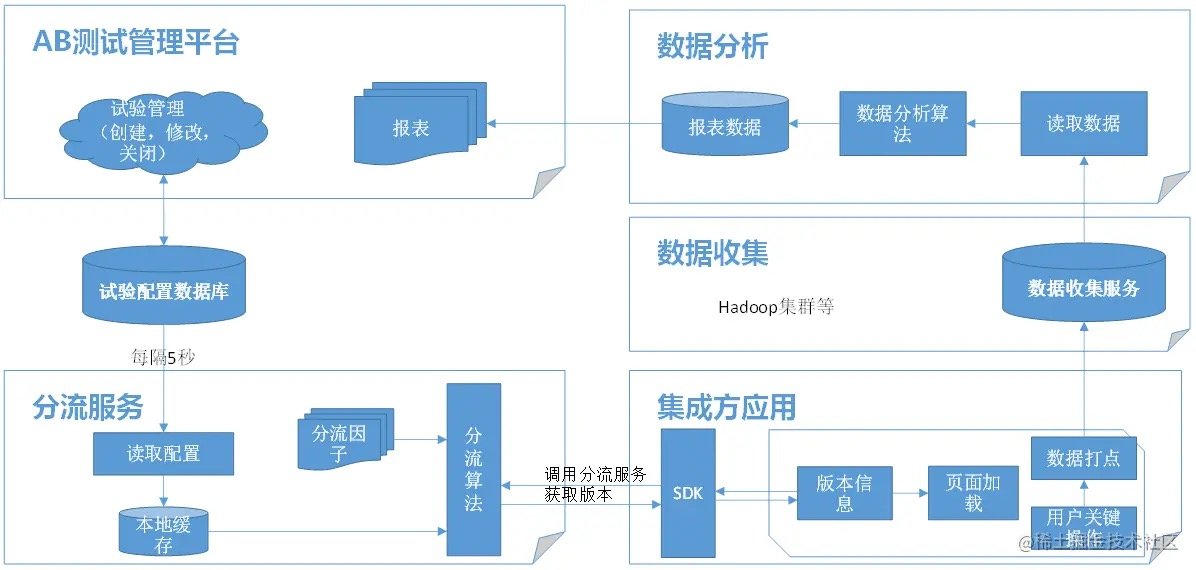 AB测试管理平台
试验管理
（创建，修改，
关闭）
报表
试验配置数据库
每隔5秒
分流服务
读取配置
本地缓存
分流因子
分流算法
调用分流服务
获取版本
数据分析
报表数据
数据分析算法
读取数据
数据收集
Hadoop集群等
数据收集服务
集成方应用
SDK
版本信息
页面加载
数据打点
用户关键
操作
@稀土掘金技术社区